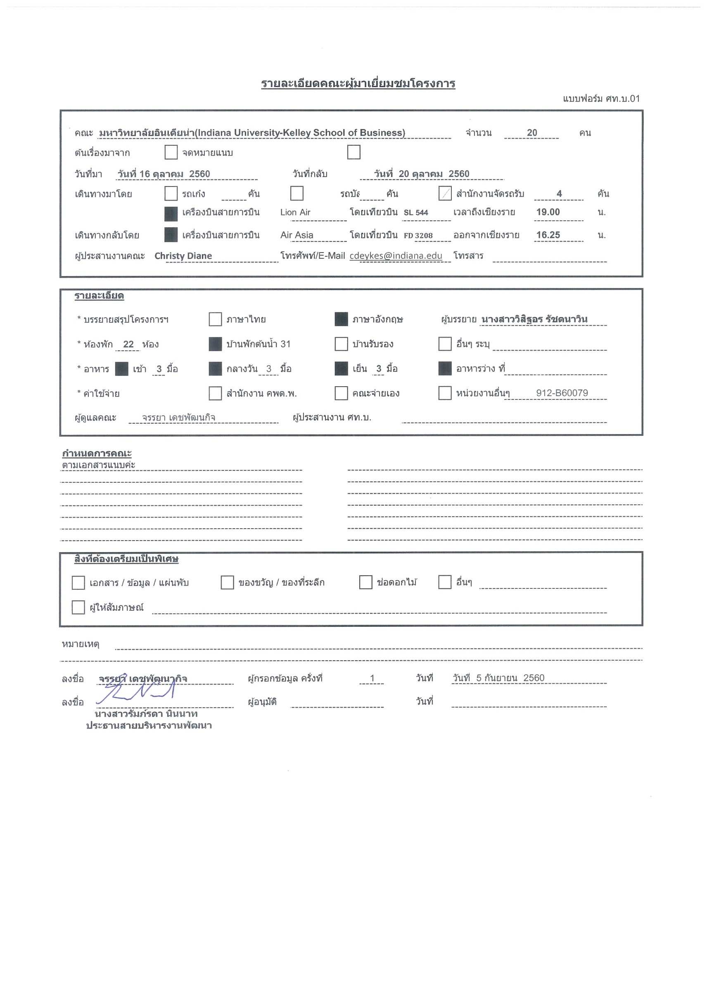 รายละเอียดคณะผู้มาเยี่ยมชมโครงการ
แบบฟอร์ม ศท.บ.01
คณะ มหาวิทยาลัยอินเดียน่า(Indiana University-Kelley School of Business) จำนวน 20 คน
ต้นเรื่องมาจาก จดหมายแนบ
วันที่มา วันที่ 16 ตุลาคม 2560 วันที่กลับ วันที่ 20 ตุลาคม 2560
เดินทางมาโดย รถเก๋ง คัน รถบัส คัน สำนักงานจัดรถรับ 4 คัน
เครื่องบินสายการบิน Lion Air โดยเที่ยวบิน SL 544 เวลาถึงเชียงราย 19.00 น.
เดินทางกลับโดย เครื่องบินสายการบิน Air Asia โดยเที่ยวบิน FD 3208 ออกจากเชียงราย 16.25 น.
ผู้ประสานงานคณะ Christy Diane โทรศัพท์/E-Mail cdeykes@indiana.edu โทรสาร
รายละเอียด
* บรรยายสรุปโครงการฯ ภาษาไทย ภาษาอังกฤษ ผู้บรรยาย นางสาววิสิฐอร รัชตนาวิน
* ห้องพัก 22 ห้อง บ้านพักต้นน้ำ 31 บ้านรับรอง อื่นๆ ระบุ
* อาหาร เช้า 3 มื้อ กลางวัน 3 มื้อ เย็น 3 มื้อ อาหารว่าง ที่
* ค่าใช้จ่าย สำนักงาน คพต.พ. คณะจ่ายเอง หน่วยงานอื่นๆ 912-B60079
ผู้ดูแลคณะ จรรยา เดชพัฒนกิจ ผู้ประสานงาน ศท.บ.
กำหนดการคณะ
ตามเอกสารแนบค่ะ
สิ่งที่ต้องเตรียมเป็นพิเศษ
เอกสาร / ข้อมูล / แผ่นพับ ของขวัญ / ของที่ระลึก ช่อดอกไม้ อื่นๆ
ผู้ให้สัมภาษณ์
หมายเหตุ
ลงชื่อ จรรยา เดชพัฒนากิจ ผู้กรอกข้อมูล ครั้งที่ 1 วันที่ วันที่ 5 กันยายน 2560
ลงชื่อ ผู้อนุมัติ วันที่
นางสาวรัมภ์รดา นินนาท
ประธานสายบริหารงานพัฒนา